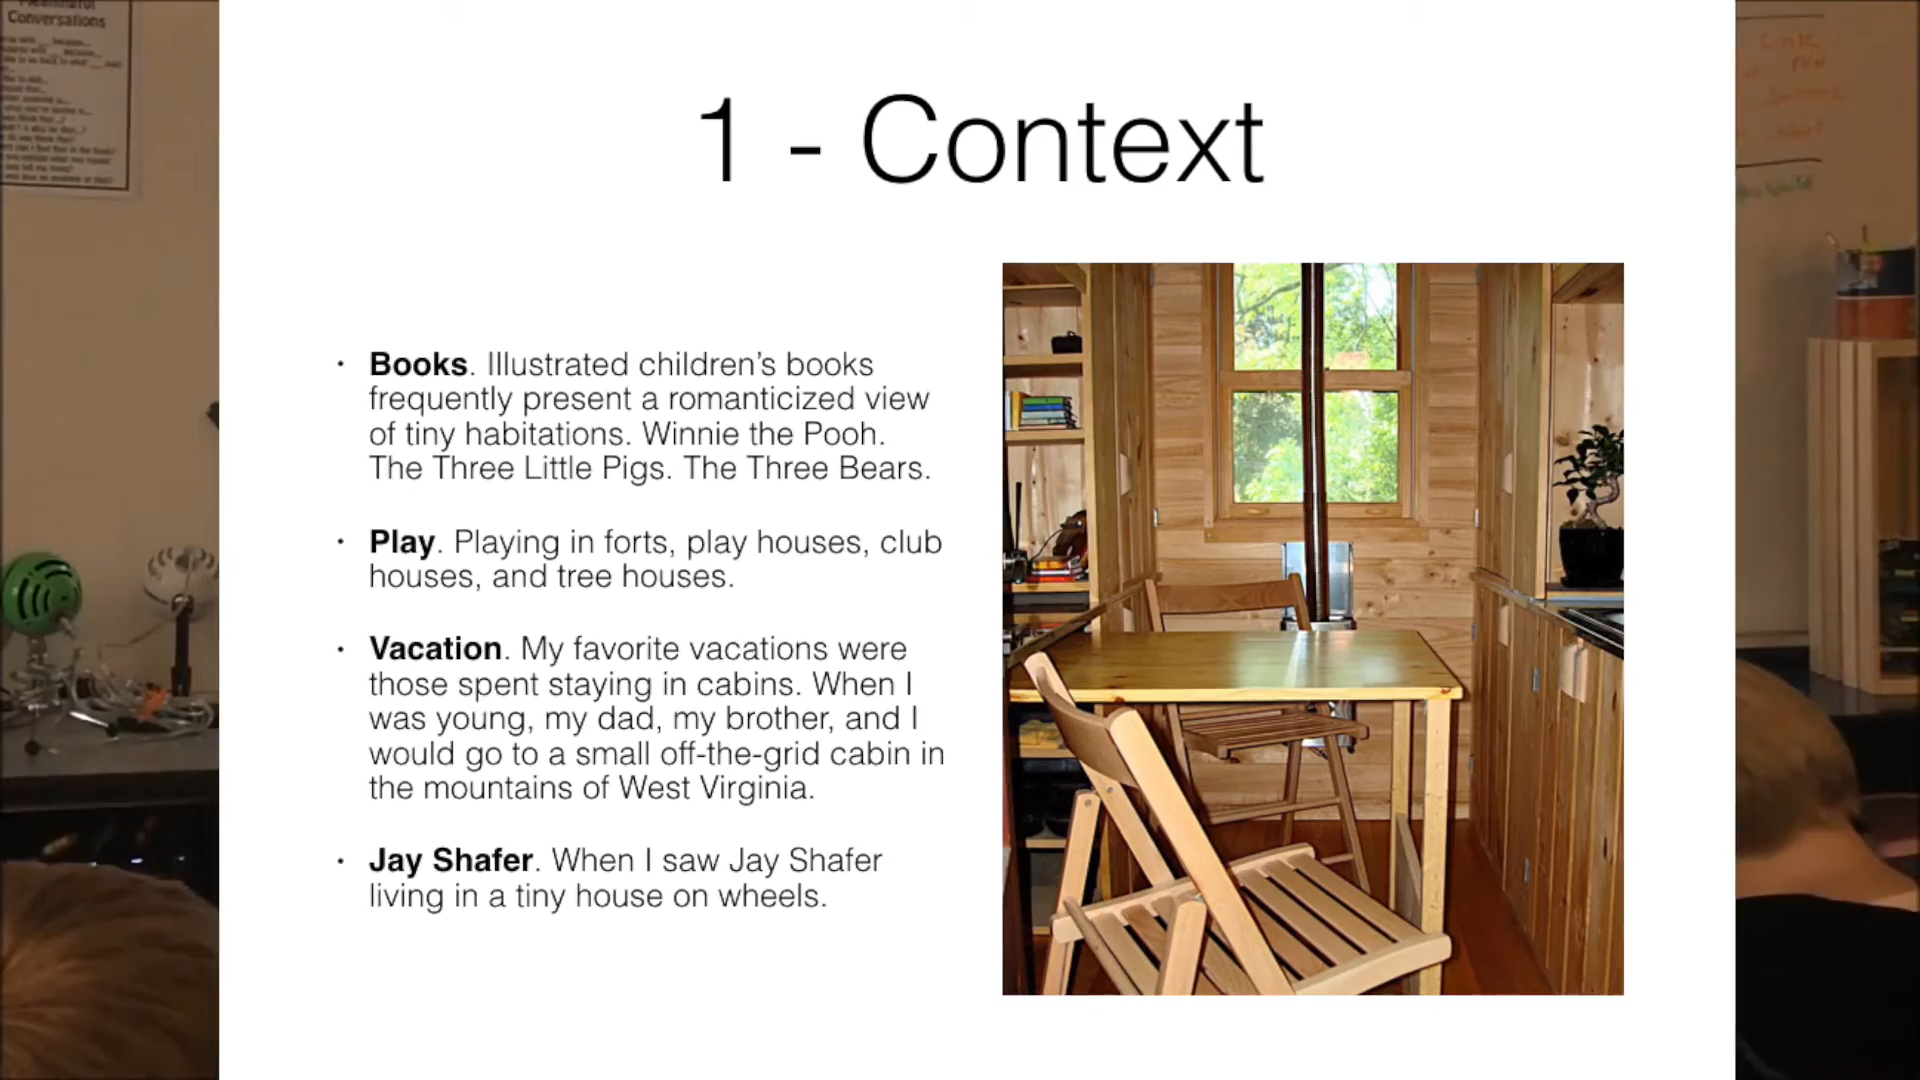 Conversations
1 - Context
• Books. Illustrated children's books
frequently present a romanticized view
of tiny habitations. Winnie the Pooh.
The Three Little Pigs. The Three Bears.
• Play. Playing in forts, play houses, club
houses, and tree houses.
• Vacation. My favorite vacations were
those spent staying in cabins. When I
was young, my dad, my brother, and I
would go to a small off-the-grid cabin in
the mountains of West Virginia.
• Jay Shafer. When I saw Jay Shafer
living in a tiny house on wheels.